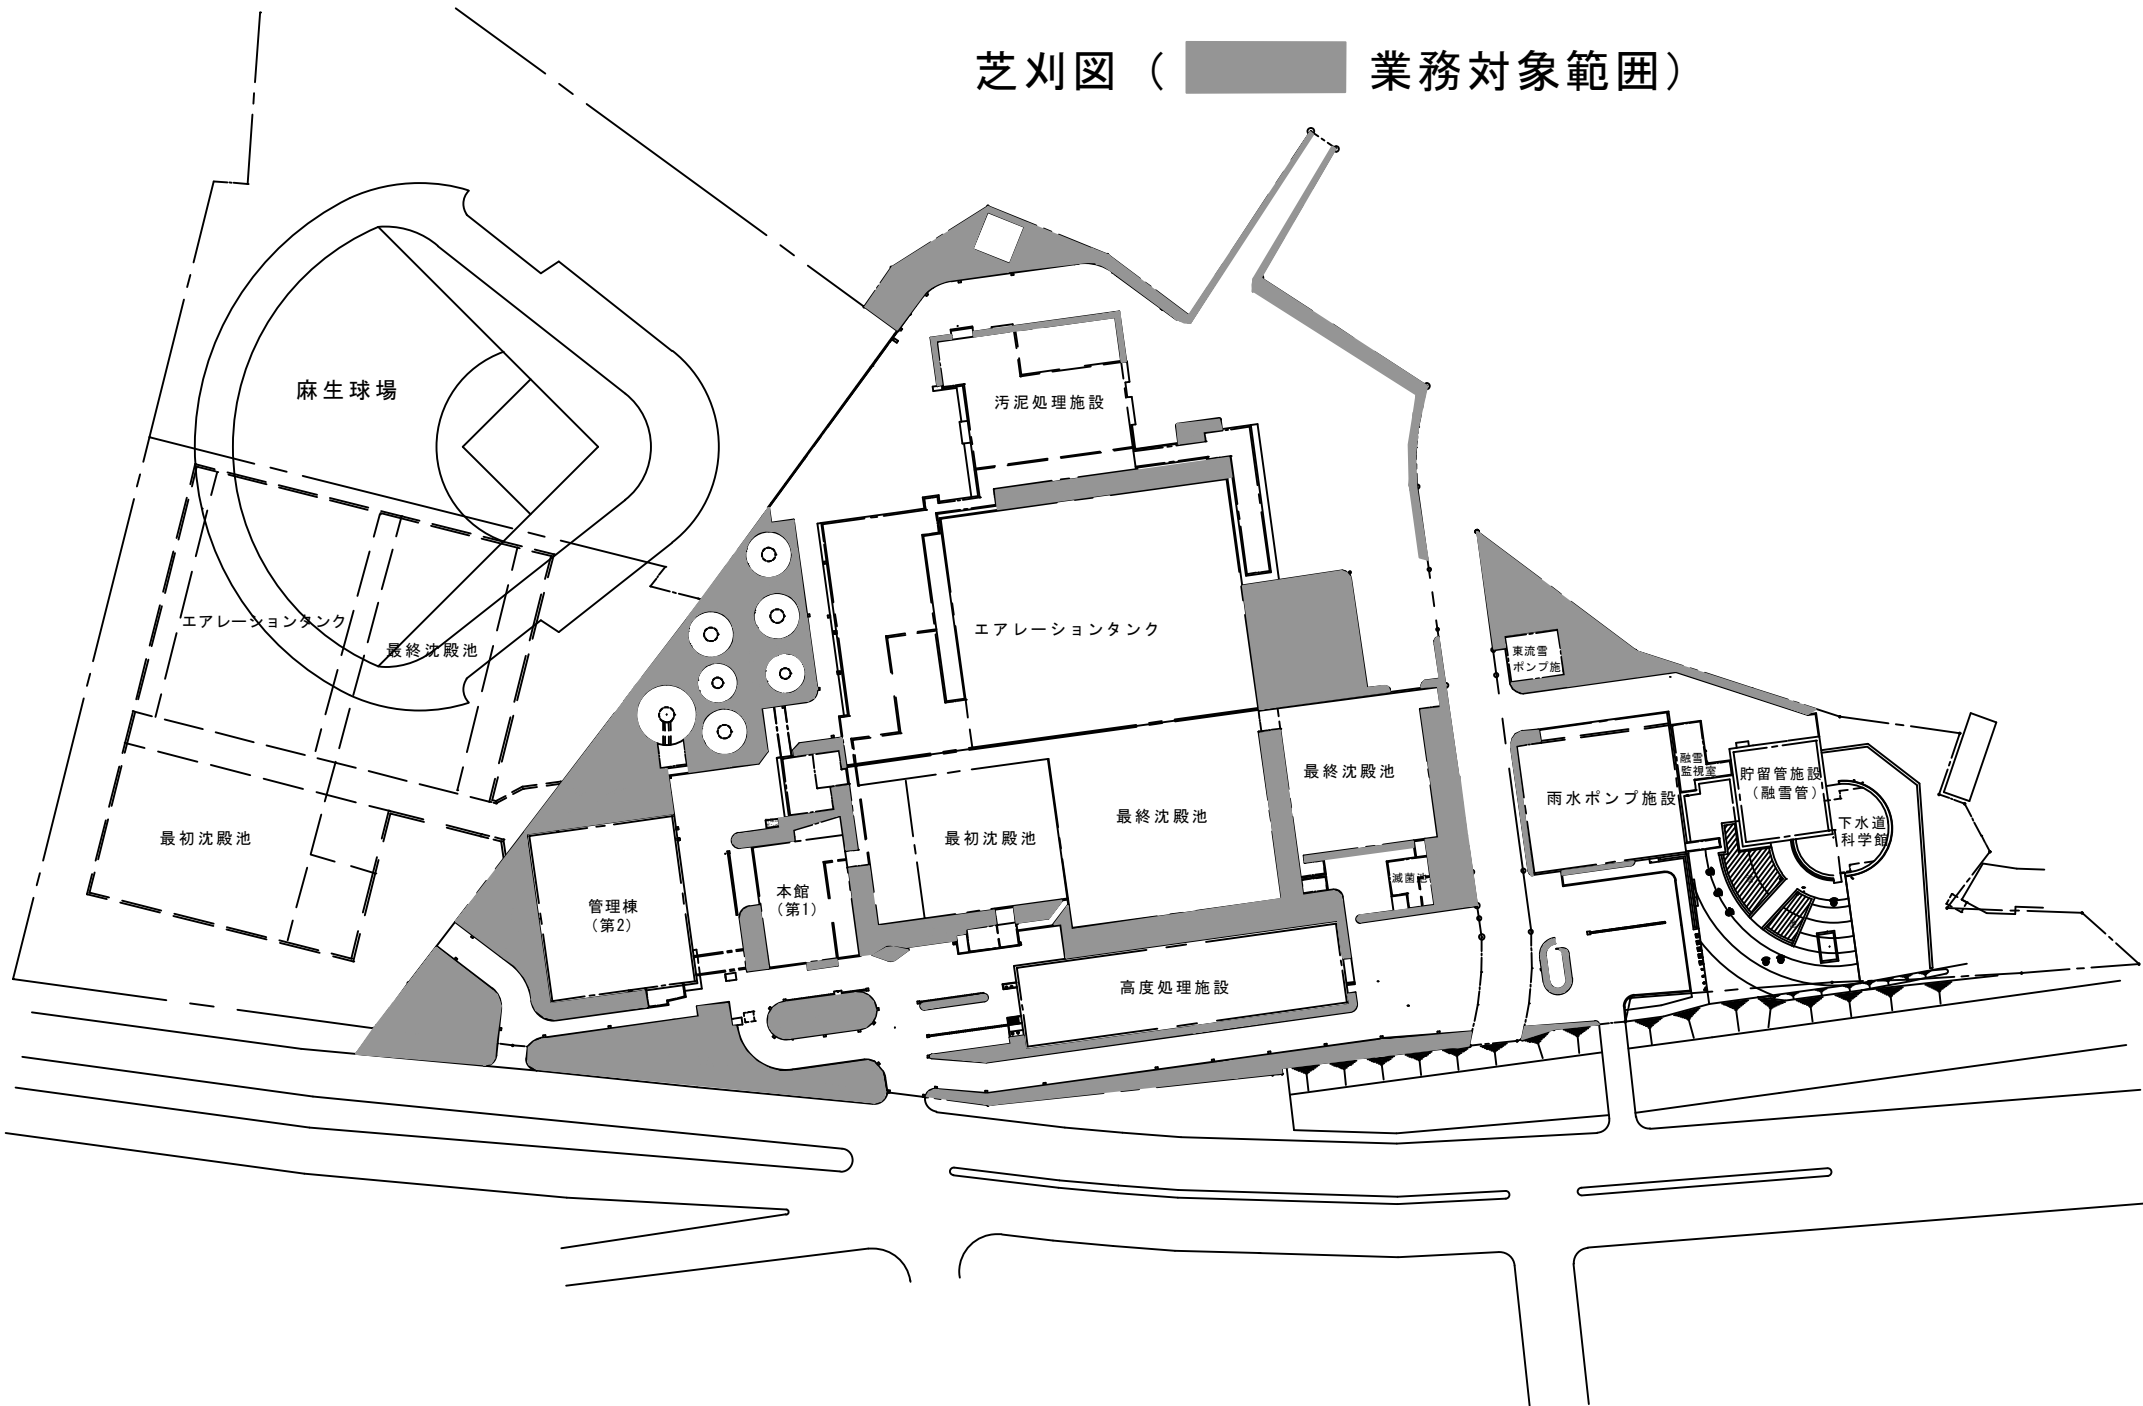 芝刈図（　業務対象範囲）
麻生球場
汚泥処理施設
エアレーションタンク
エアレーションタンク
最終沈殿池
東流雪
ポンプ施
融雪
監視室
貯留管施設
（融雪管）
最終沈殿池
雨水ポンプ施設
最終沈殿池
下水道
科学館
最初沈殿池
最初沈殿池
滅菌池
本館
（第1）
管理棟
（第2）
高度処理施設